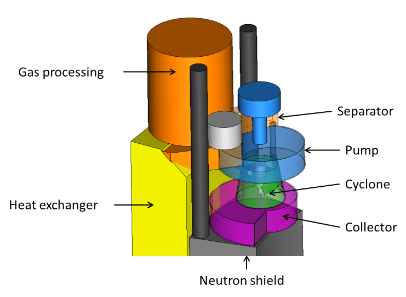 Gas processing
Separator
Pump
Cyclone
Heat exchanger
Collector
Neutron shield